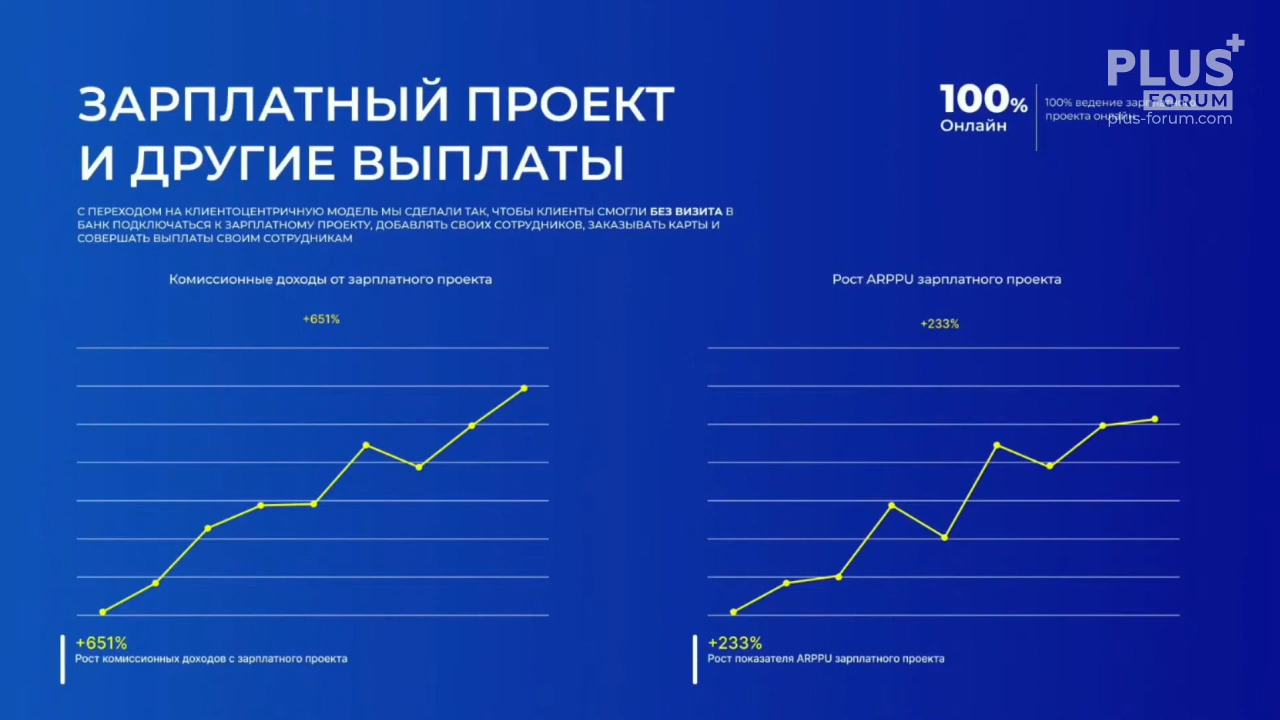 PLUS+
FORUM
plus-forum.com
ЗАРПЛАТНЫЙ ПРОЕКТ
И ДРУГИЕ ВЫПЛАТЫ
100%
Онлайн
100% ведение зарплатного
проекта онлайн
С ПЕРЕХОДОМ НА КЛИЕНТОЦЕНТРИЧНУЮ МОДЕЛЬ МЫ СДЕЛАЛИ ТАК, ЧТОБЫ КЛИЕНТЫ СМОГЛИ БЕЗ ВИЗИТА В
БАНК ПОДКЛЮЧАТЬСЯ К ЗАРПЛАТНОМУ ПРОЕКТУ, ДОБАВЛЯТЬ СВОИХ СОТРУДНИКОВ, ЗАКАЗЫВАТЬ КАРТЫ И
СОВЕРШАТЬ ВЫПЛАТЫ СВОИМ СОТРУДНИКАМ
Комиссионные доходы от зарплатного проекта
+651%
Рост ARPPU зарплатного проекта
+233%
+651%
Рост комиссионных доходов с зарплатного проекта
+233%
Рост показателя ARPPU зарплатного проекта